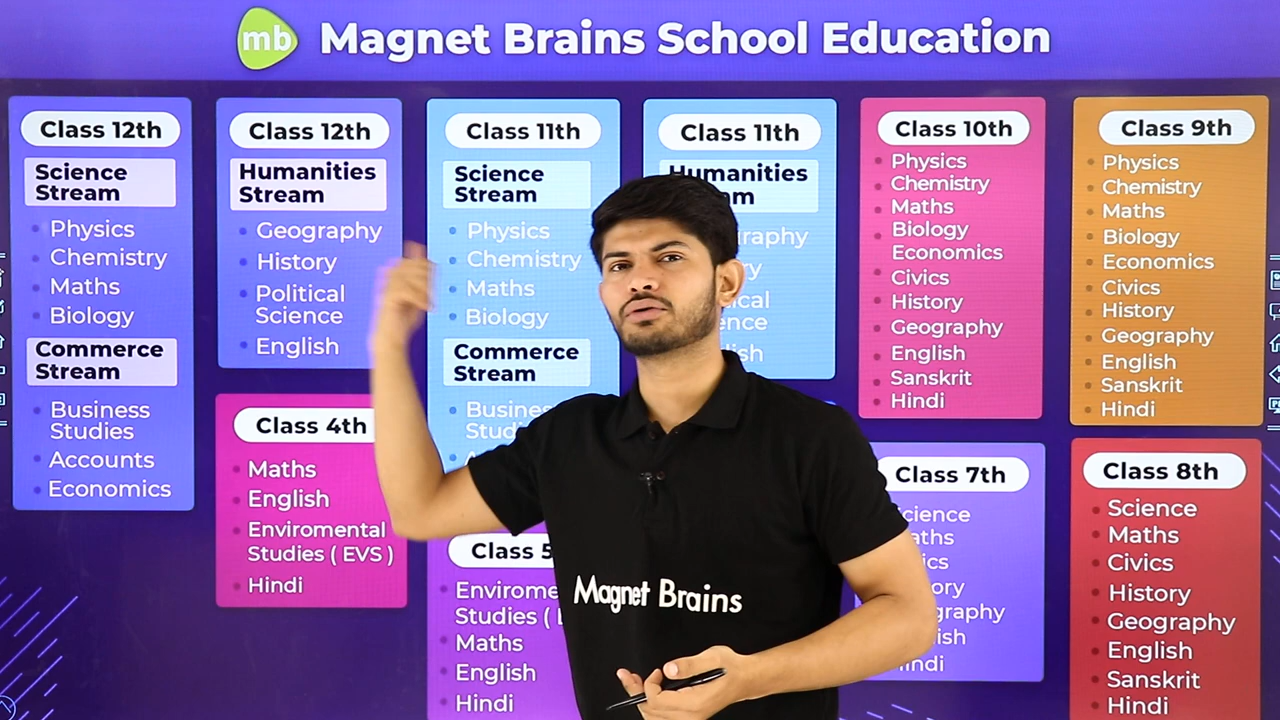 mb Magnet Brains School Education
Class 12th
Science
Stream
Physics
Chemistry
Maths
Biology
Commerce
Stream
Business
Studies
Accounts
Economics
Class 12th
Humanities
Stream
Geography
History
Political
Science
English
Class 4th
Maths
English
Enviromental
Studies ( EVS )
Hindi
Class 11th
Science
Stream
Physics
Chemistry
Maths
Biology
Commerce
Stream
Class
Studies (
Maths
English
Hindi
Class 11th
Humanities
Class 10th
Physics
Chemistry
Maths
Biology
Economics
Civics
History
Geography
English
Sanskrit
Hindi
Class 7th
Class 9th
Physics
Chemistry
Maths
Biology
Economics
Civics
History
Geography
English
Sanskrit
Hindi
Class 8th
Science
Maths
Civics
History
Geography
English
Sanskrit
Hindi
Magnet Brains